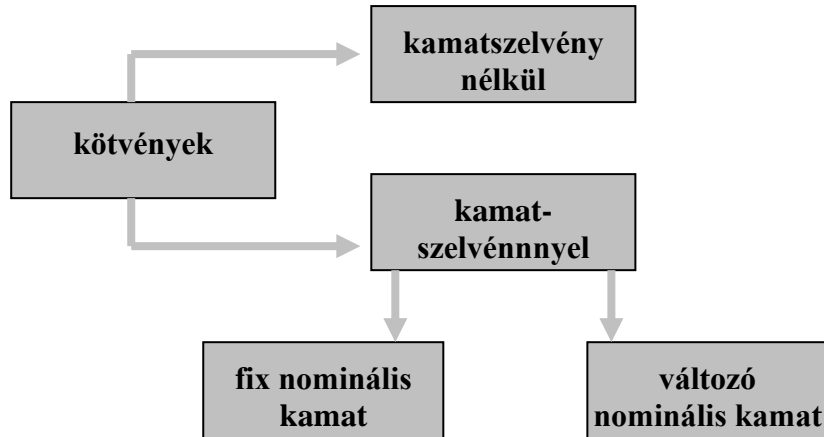 kamatszelvény
nélkül
kötvények
kamat-
szelvénnnyel
fix nominális
kamat
változó
nominális kamat